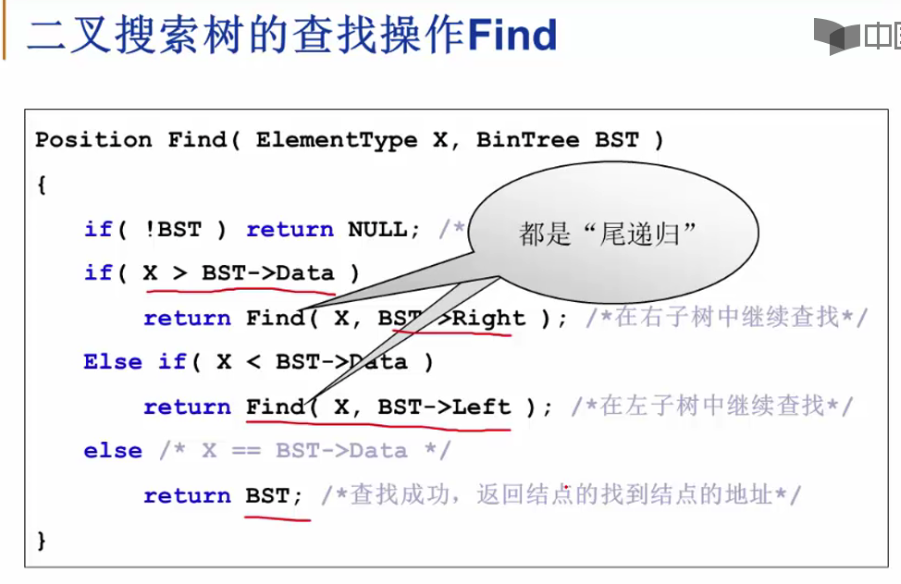 二叉搜索树的查找操作Find
中国
Position Find( ElementType X, BinTree BST )
{
if( !BST ) return NULL; /*
都是“尾递归”
if( X > BST->Data )
return Find( X, BST->Right ); /*在右子树中继续查找*/
Else if( X < BST->Data )
return Find( X, BST->Left ); /*在左子树中继续查找*/
else /* X == BST->Data */
return BST; /*查找成功，返回结点的找到结点的地址*/
}